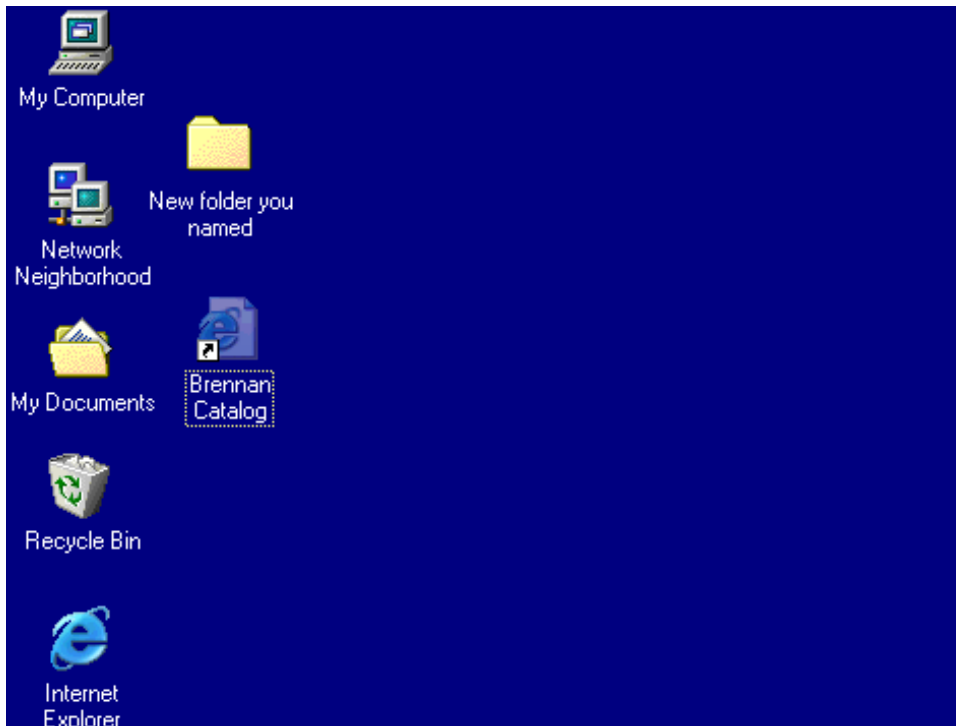 My Computer
New folder you
named
Network
Neighborhood
Brennan
Catalog
My Documents
Recycle Bin
Internet
Explorer